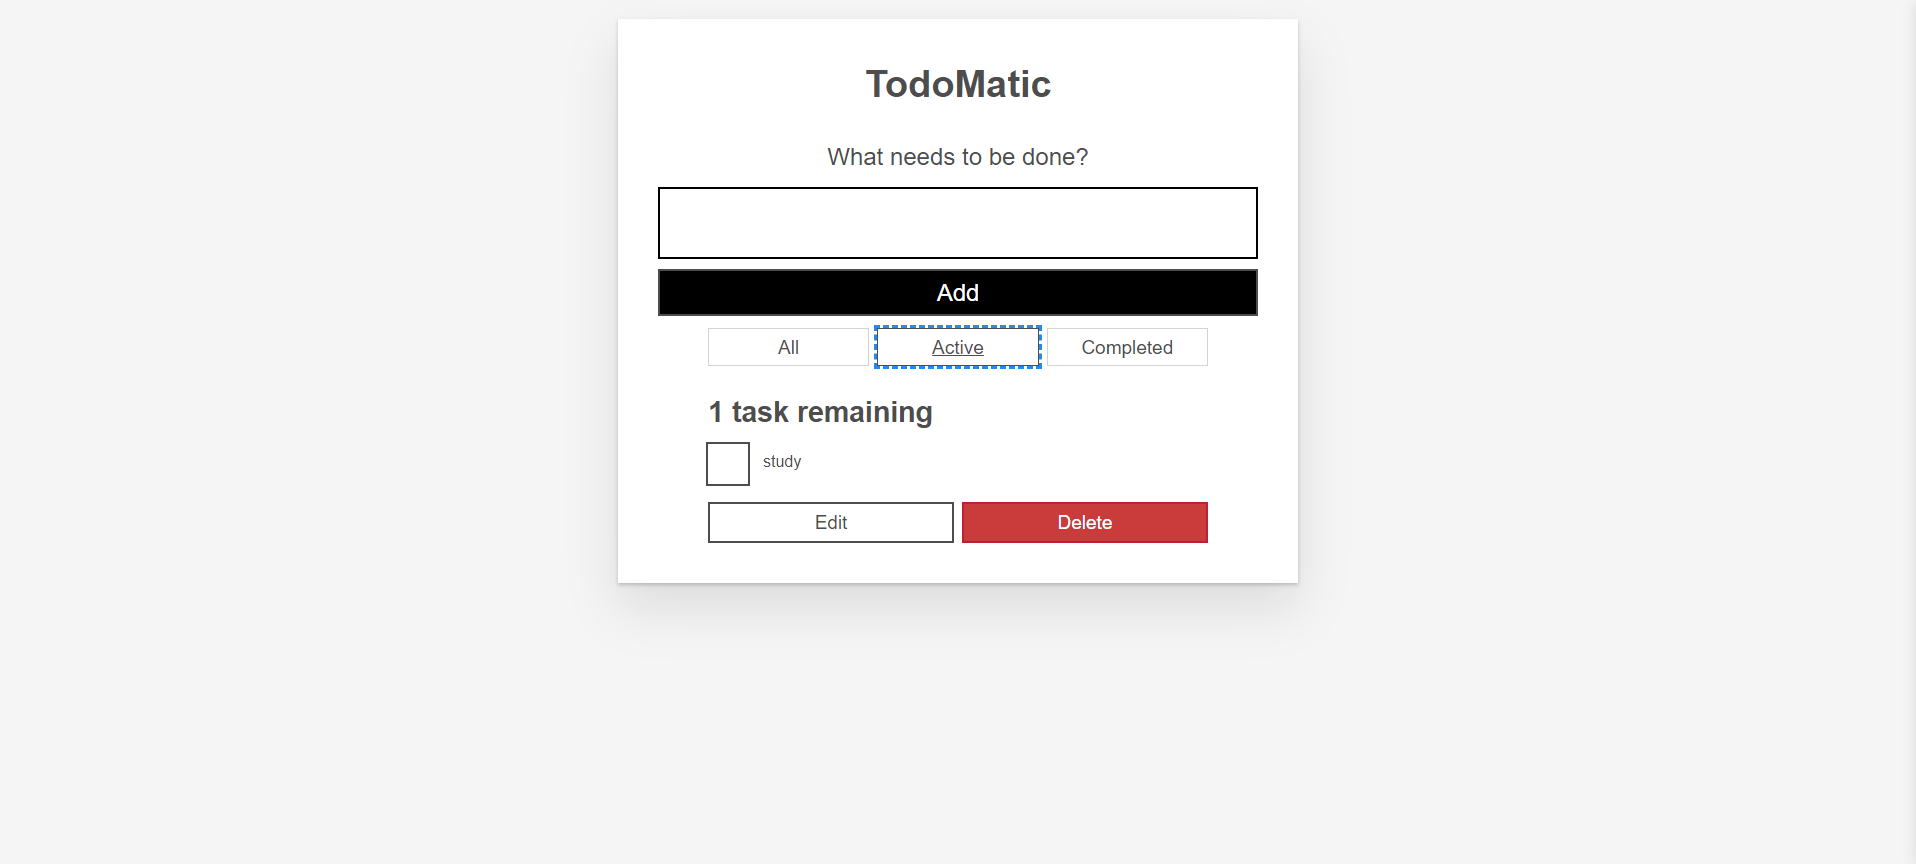 TodoMatic
What needs to be done?
Add
All Active Completed
1 task remaining
study
Edit Delete